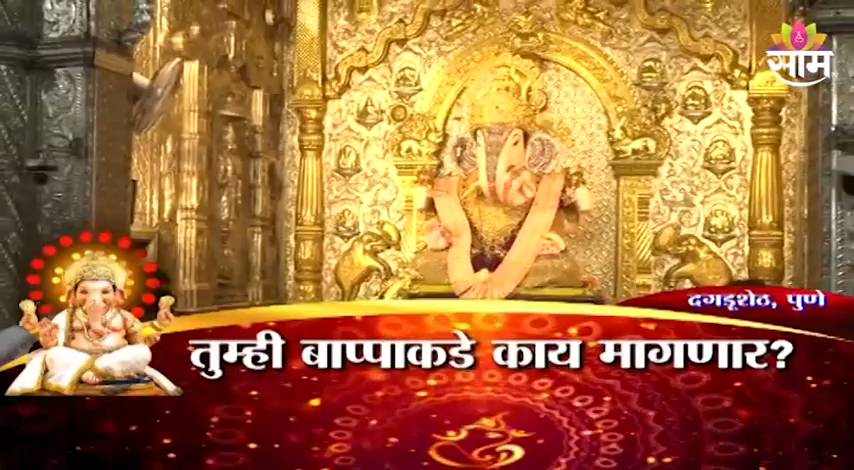 साम
दगडूशेठ, पुणे
तुम्ही बाप्पाकडे काय मागणार?